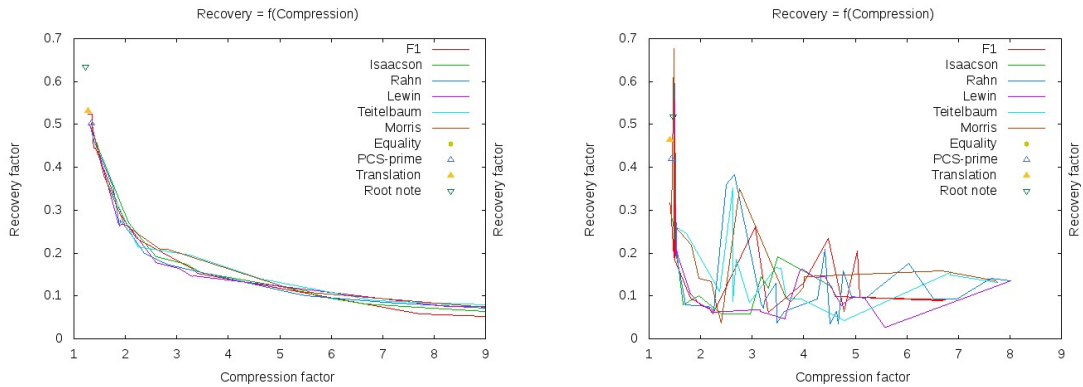 Recovery = f(Compression)
0.7
0.6
0.5
0.4
0.3
0.2
0.1
0
1 2 3 4 5 6 7 8 9
Recovery factor
Compression factor
Recovery factor
F1
Isaacson
Rahn
Lewin
Teitelbaum
Morris
Equality
PCS-prime
Translation
Root note
Recovery = f(Compression)
0.7
0.6
0.5
0.4
0.3
0.2
0.1
0
1 2 3 4 5 6 7 8 9
Recovery factor
Compression factor
Recovery factor
F1
Isaacson
Rahn
Lewin
Teitelbaum
Morris
Equality
PCS-prime
Translation
Root note